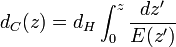 d_C(z) = d_H \int_0^z \frac{dz'}{E(z')}